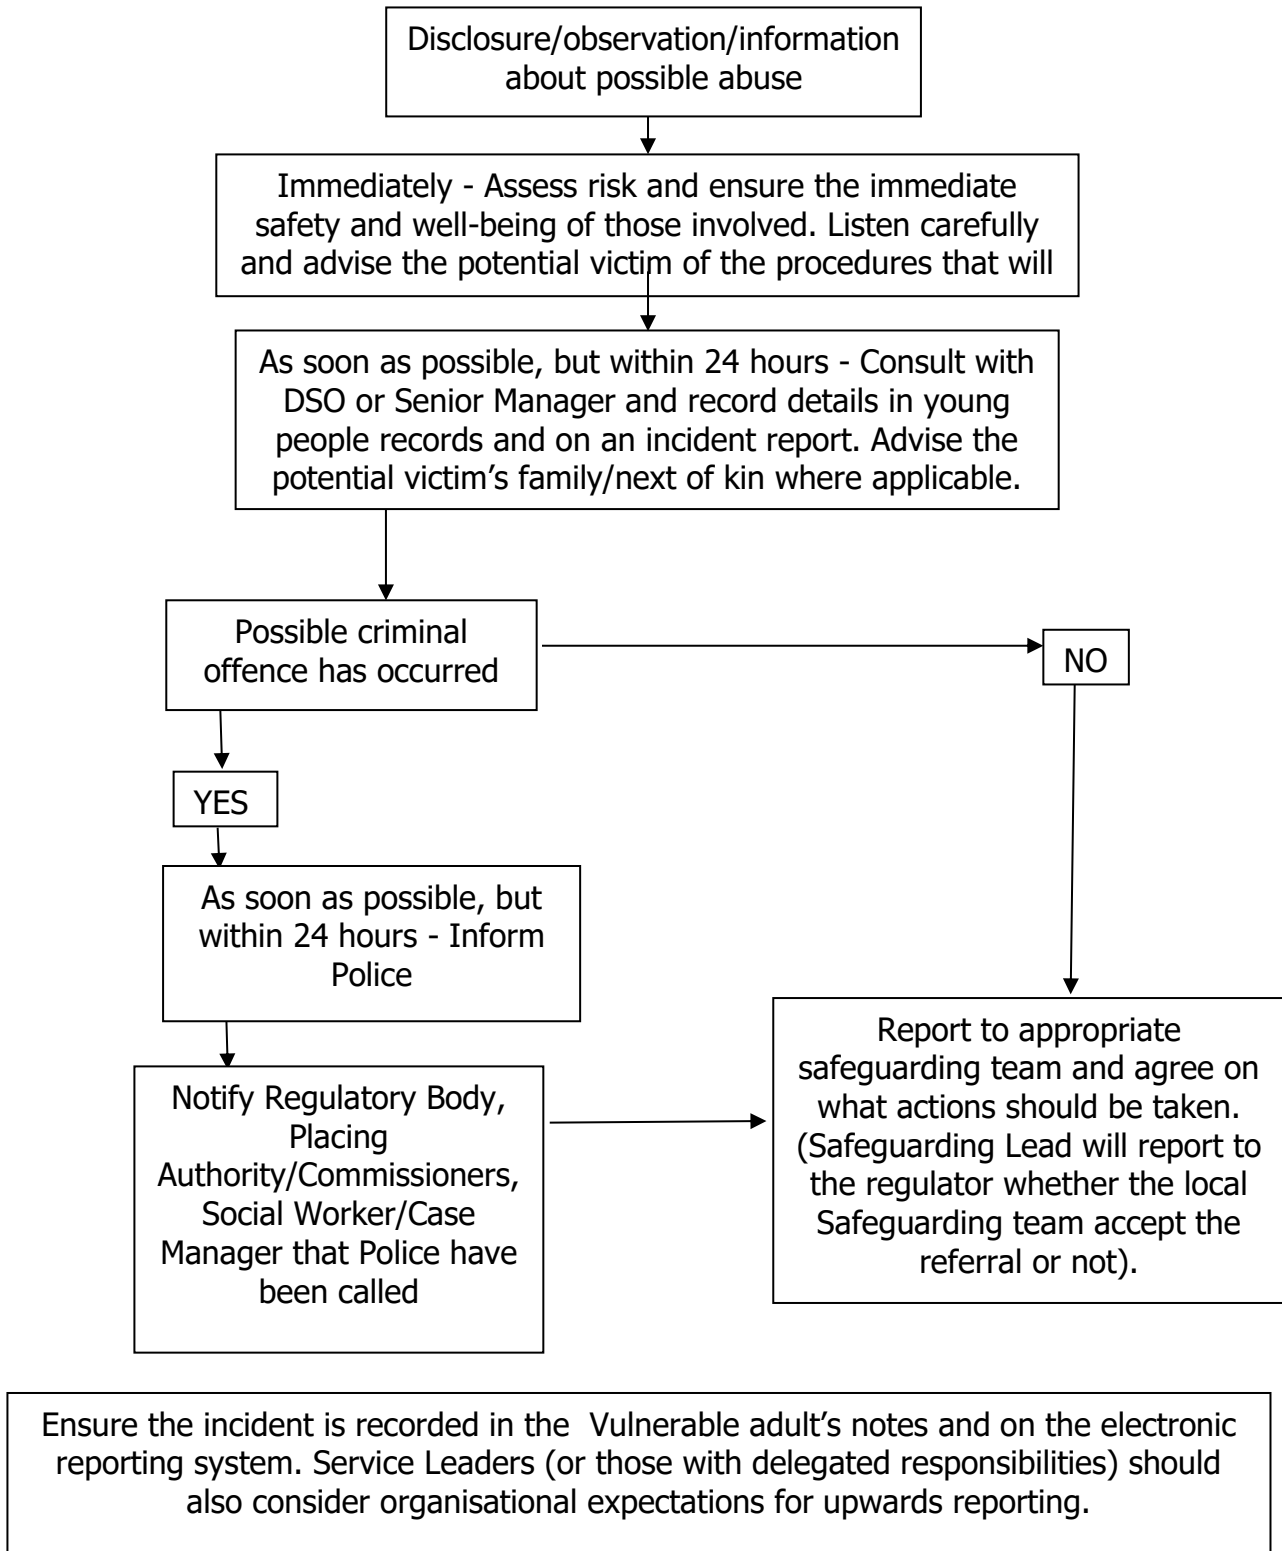 Disclosure/observation/information
about possible abuse
Immediately - Assess risk and ensure the immediate
safety and well-being of those involved. Listen carefully
and advise the potential victim of the procedures that will
As soon as possible, but within 24 hours - Consult with
DSO or Senior Manager and record details in young
people records and on an incident report. Advise the
potential victim’s family/next of kin where applicable.
Possible criminal
offence has occurred
NO
YES
As soon as possible, but
within 24 hours - Inform
Police
Notify Regulatory Body,
Placing
Authority/Commissioners,
Social Worker/Case
Manager that Police have
been called
Report to appropriate
safeguarding team and agree on
what actions should be taken.
(Safeguarding Lead will report to
the regulator whether the local
Safeguarding team accept the
referral or not).
Ensure the incident is recorded in the Vulnerable adult’s notes and on the electronic
reporting system. Service Leaders (or those with delegated responsibilities) should
also consider organisational expectations for upwards reporting.